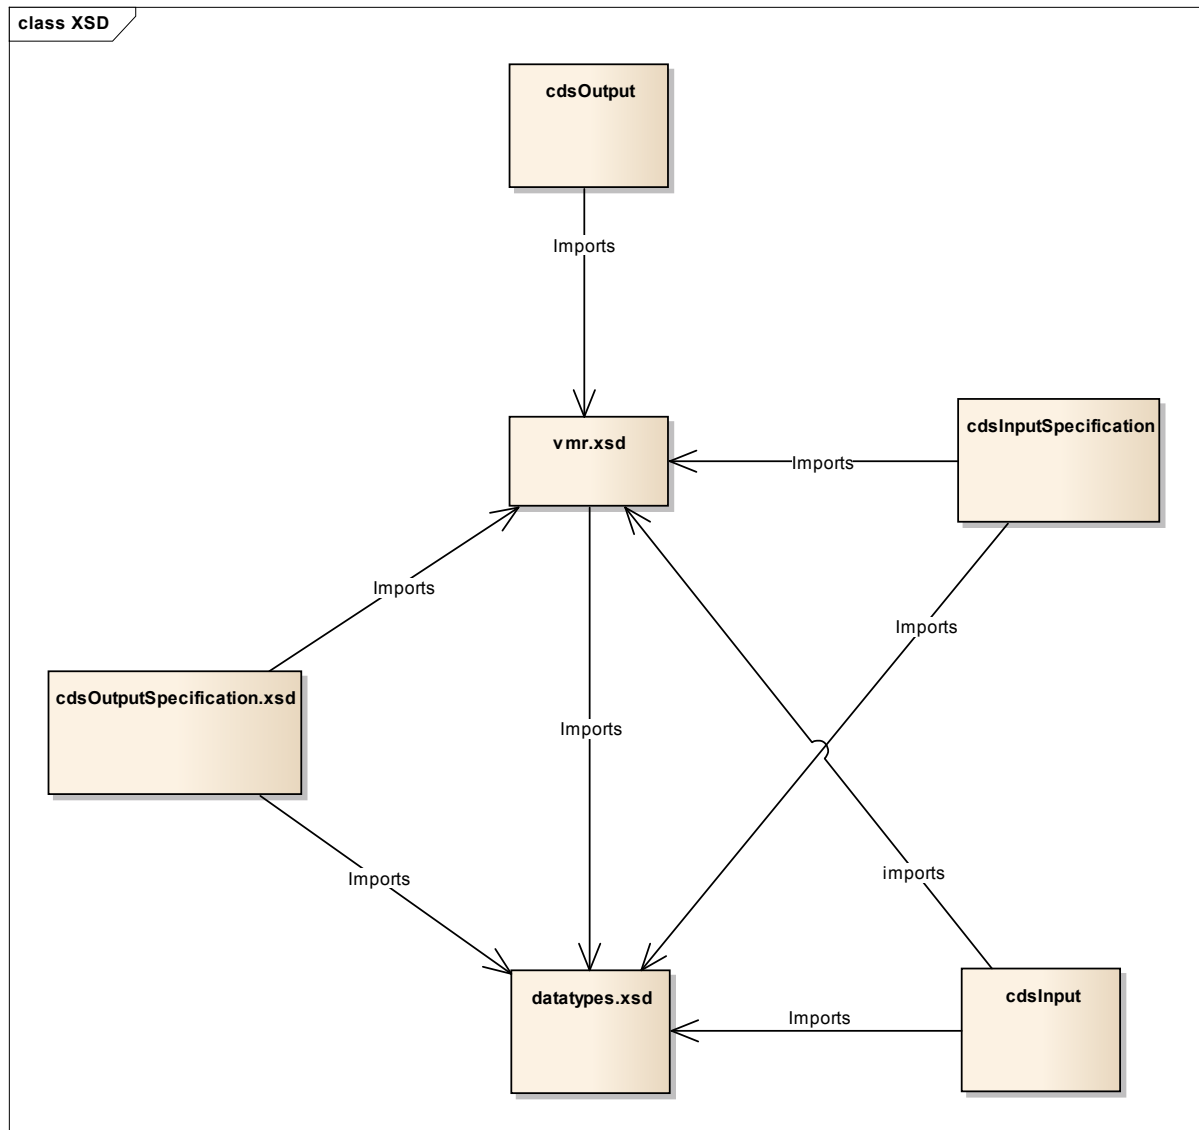 class XSD
cdsOutput
Imports
vmr.xsd
cdsInputSpecification
Imports
Imports
Imports
cdsOutputSpecification.xsd
Imports
Imports
imports
datatypes.xsd
cdsInput
Imports